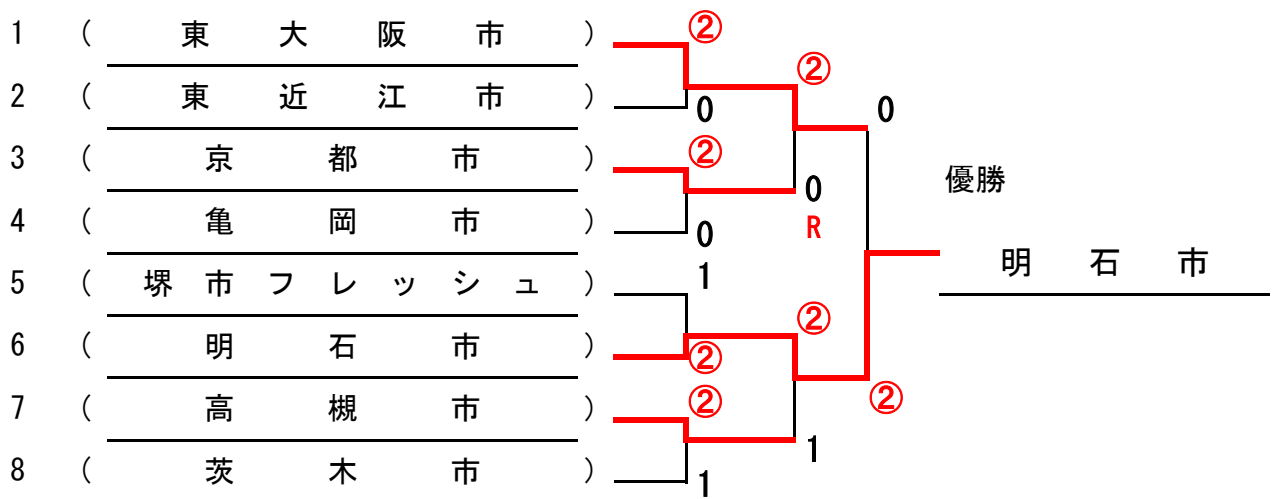 1 ( 東大阪市 ) ②
②
2 ( 東近江市 ) 0
0
3 ( 京都市 ) ②
0
優勝
4 ( 亀岡市 ) 0
R
5 ( 堺市フレッシュ ) 1
明石市
②
6 ( 明石市 ) ②
7 ( 高槻市 ) ②
②
1
8 ( 茨木市 ) 1